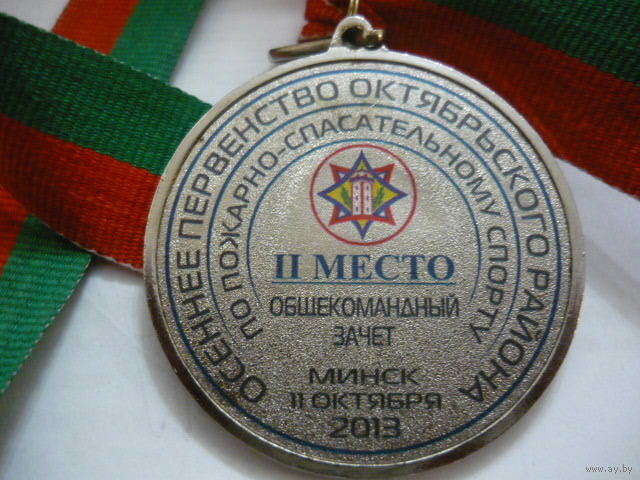 ОСЕННЕЕ ПЕРВЕНСТВО ОКТЯБРЬСКОГО РАЙОНА
ПО ПОЖАРНО-СПАСАТЕЛЬНОМУ СПОРТУ
II МЕСТО
ОБЩЕКОМАНДНЫЙ
ЗАЧЕТ
МИНСК
11 ОКТЯБРЯ
2013
www.ay.by